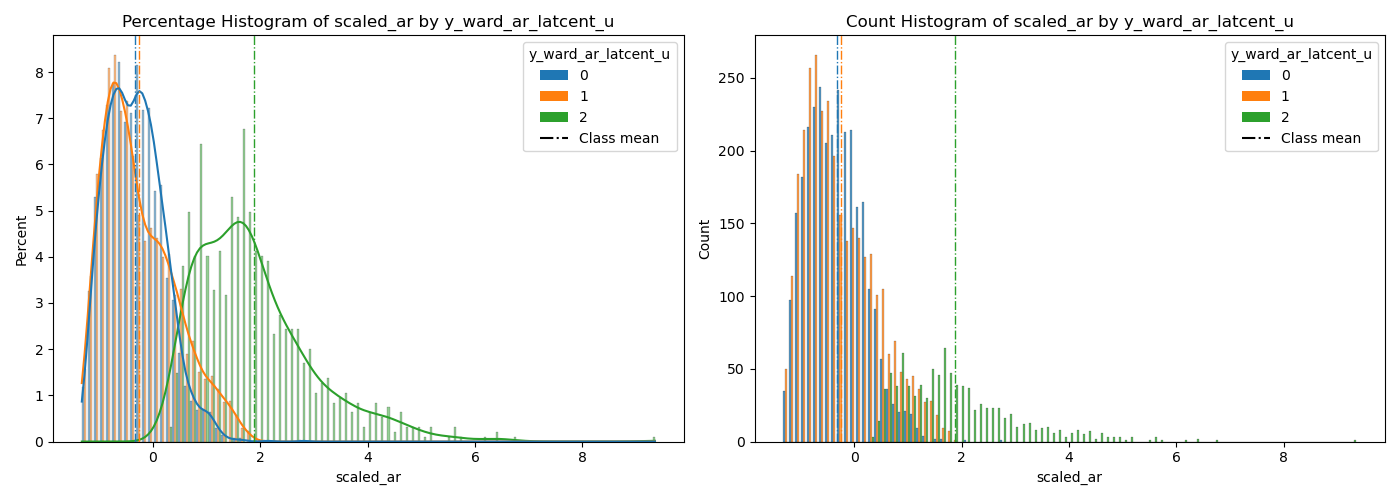 Percentage Histogram of scaled_ar by y_ward_ar_latcent_u
Percent
8
7
6
5
4
3
2
1
0
0 2 4 6 8
scaled_ar
y_ward_ar_latcent_u
0
1
2
Class mean
Count Histogram of scaled_ar by y_ward_ar_latcent_u
Count
250
200
150
100
50
0
0 2 4 6 8
scaled_ar
y_ward_ar_latcent_u
0
1
2
Class mean